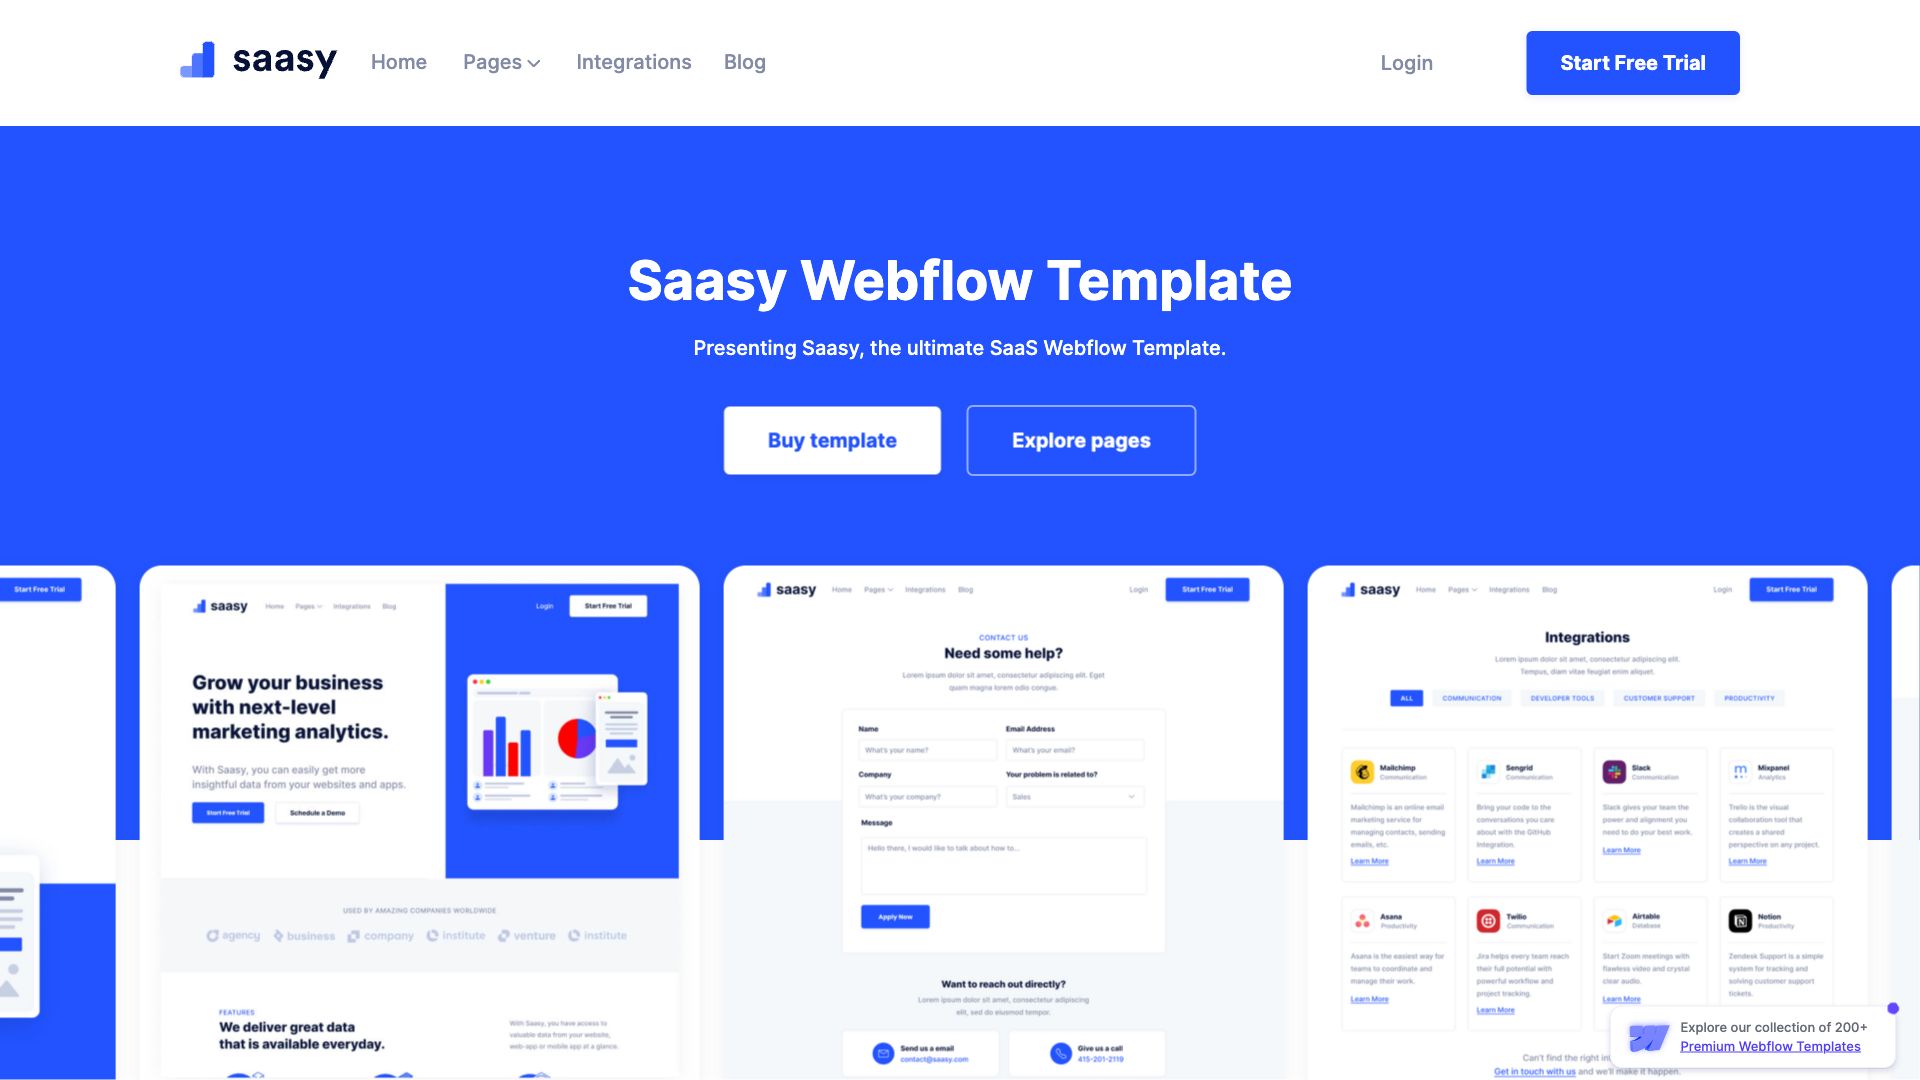 saasy
Home
Pages
Integrations
Blog
Login
Start Free Trial
Saasy Webflow Template
Presenting Saasy, the ultimate SaaS Webflow Template.
Buy template
Explore pages
Start Free Trial
saasy
Home
Pages
Integrations
Blog
Login
Start Free Trial
Grow your business
with next-level
marketing analytics.
With Saasy, you can easily get more
insightful data from your websites and apps.
Start Free Trial
Schedule a Demo
USED BY AMAZING COMPANIES WORLDWIDE
agency
business
company
institute
venture
institute
FEATURES
We deliver great data
that is available everyday.
With Saasy, you have access to
valuable data from your website,
web-app or mobile app at a glance.
saasy
Home
Pages
Integrations
Blog
Login
Start Free Trial
CONTACT US
Need some help?
Lorem ipsum dolor sit amet, consectetur adipiscing elit. Eget
quam magna lorem odio congue.
Name
What's your name?
Email Address
What's your email?
Company
What's your company?
Your problem is related to?
Sales
Message
Hello there, I would like to talk about how to...
Apply Now
Want to reach out directly?
Lorem ipsum dolor sit amet, consectetur adipiscing
elit, sed do eiusmod tempor.
Send us a email
contact@saasy.com
Give us a call
415-201-2119
saasy
Home
Pages
Integrations
Blog
Login
Start Free Trial
Integrations
Lorem ipsum dolor sit amet, consectetur adipiscing elit.
Tempus, diam vitae feugiat enim aliquet.
ALL
COMMUNICATION
DEVELOPER TOOLS
CUSTOMER SUPPORT
PRODUCTIVITY
Mailchimp
Communication
Mailchimp is an online email
marketing service for
managing contacts, sending
emails, etc.
Learn More
Sengrid
Communication
Bring your code to the
conversations you care
about with the GitHub
Integration.
Learn More
Slack
Communication
Slack gives your team the
power and alignment you
need to do your best work.
Learn More
Mixpanel
Analytics
Trello is the visual
collaboration tool that
creates a shared
perspective on any project.
Learn More
Asana
Productivity
Asana is the easiest way for
teams to coordinate and
manage their work.
Learn More
Twilio
Communication
Jira helps every team reach
their full potential with
powerful workflow and
project tracking.
Learn More
Airtable
Database
Start Zoom meetings with
flawless video and crystal
clear audio.
Learn More
Notion
Productivity
Zendesk Support is a simple
system for tracking and
solving customer support
tickets.
Can't find the right
Get in touch with us and we'll make it happen.
Explore our collection of 200+
Premium Webflow Templates